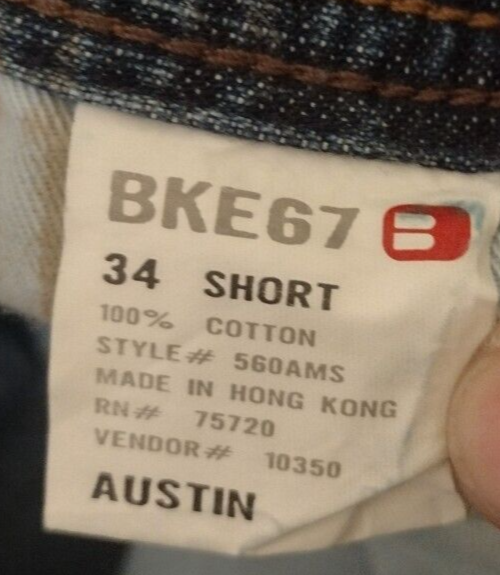 BKE67 B
34 SHORT
100% COTTON
STYLE# 560AMS
MADE IN HONG KONG
RN# 75720
VENDOR# 10350
AUSTIN